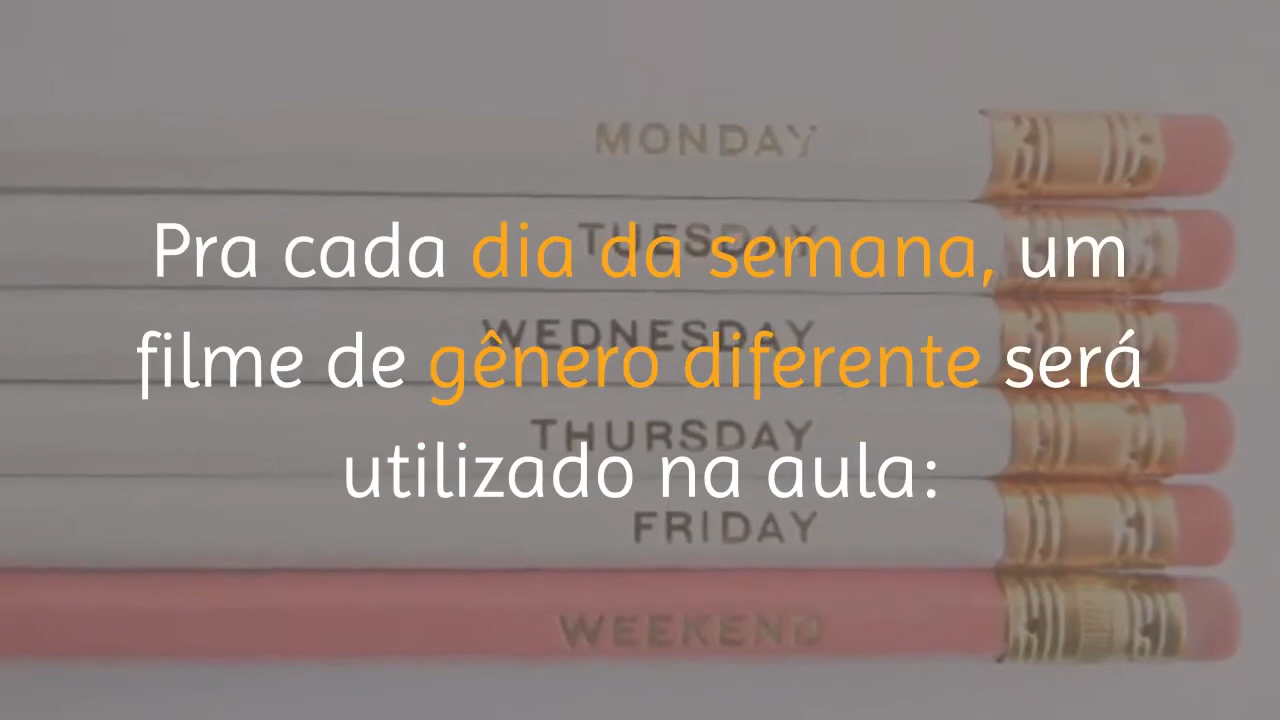 MONDAY
TUESDAY
Pra cada dia da semana, um
WEDNESDAY
filme de gênero diferente será
THURSDAY
utilizado na aula:
FRIDAY
WEEKEND